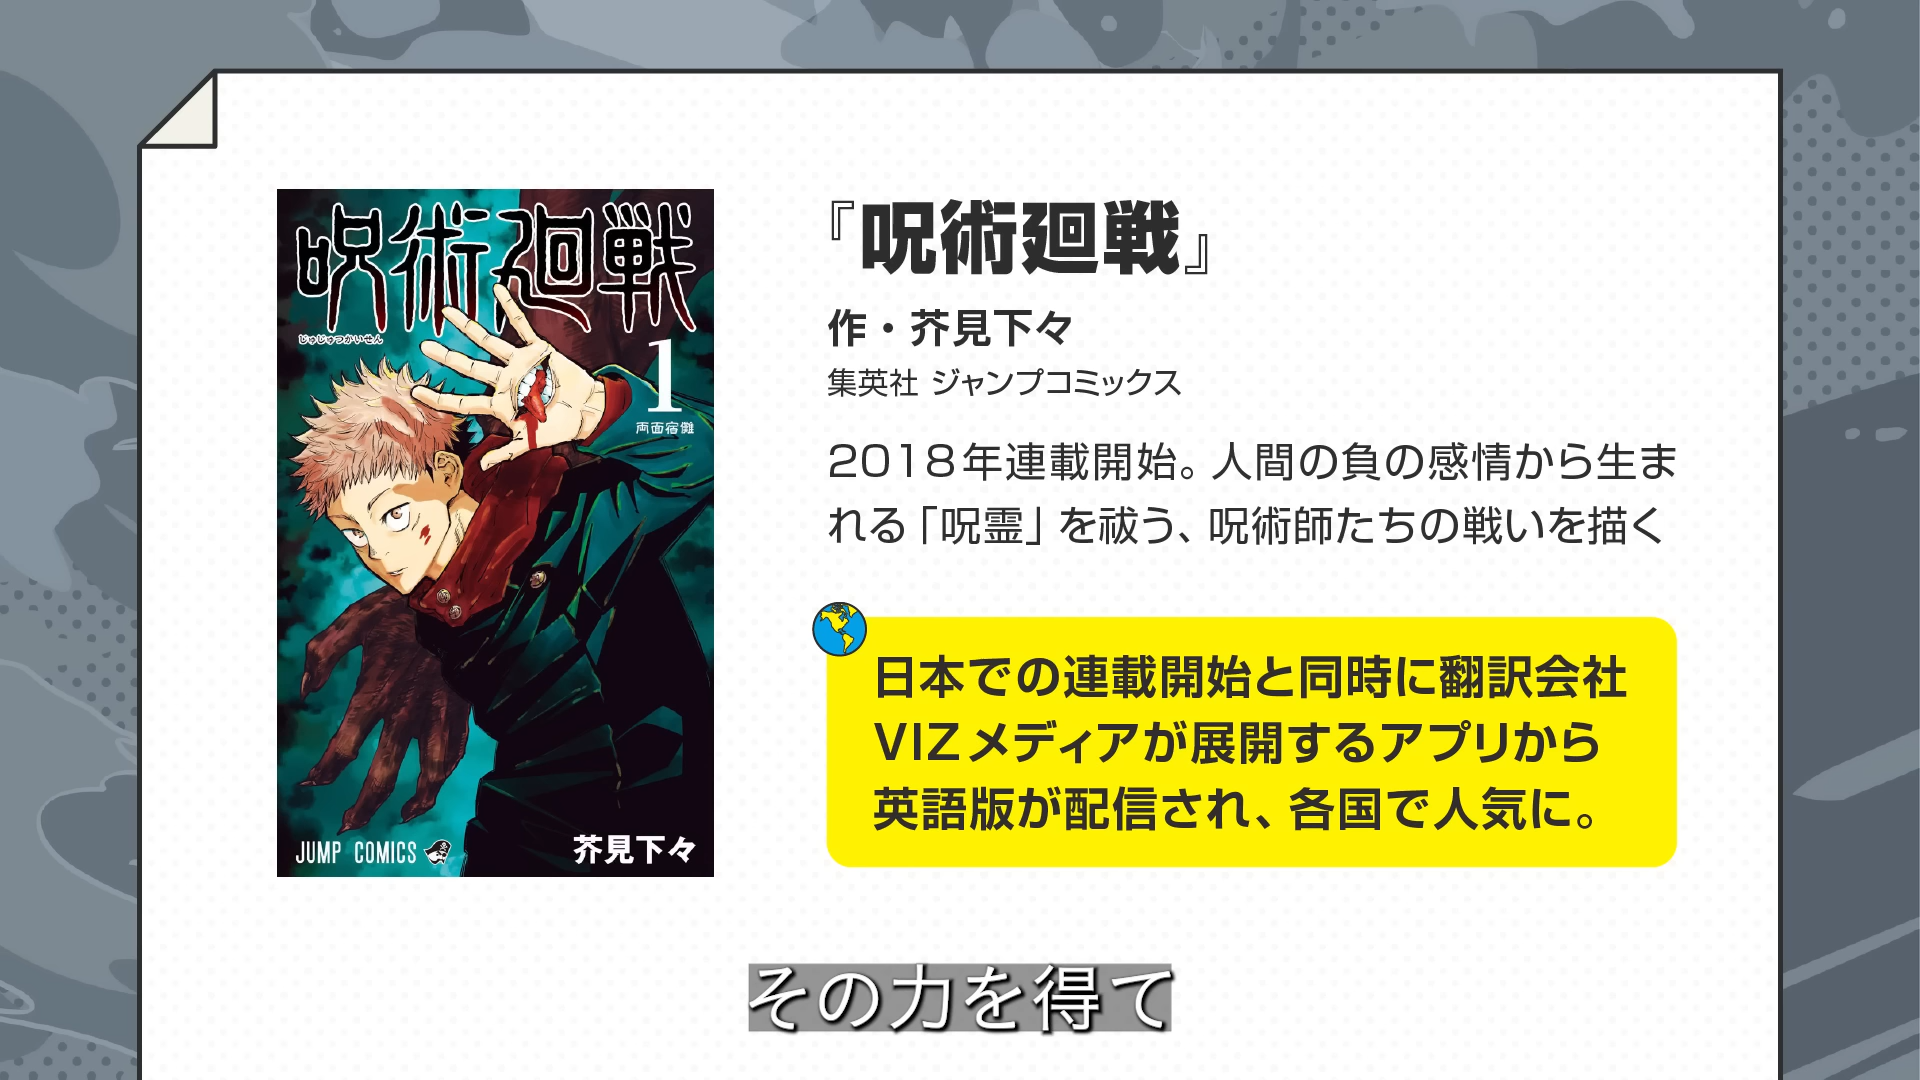 呪術廻戦
じゅじゅつかいせん
1
両面宿儺
JUMP COMICS
芥見下々
『呪術廻戦』
作・芥見下々
集英社 ジャンプコミックス
2018年連載開始。人間の負の感情から生ま
れる「呪霊」を祓う、呪術師たちの戦いを描く
日本での連載開始と同時に翻訳会社
VIZメディアが展開するアプリから
英語版が配信され、各国で人気に。
その力を得て